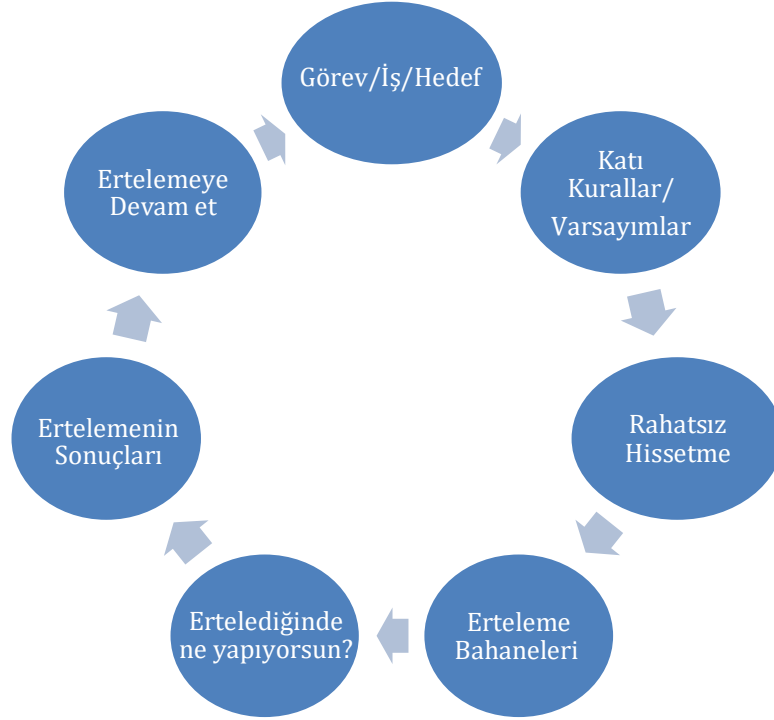 Görev/İş/Hedef
Katı
Kurallar/
Varsayımlar
Rahatsız
Hissetme
Erteleme
Bahaneleri
Ertelediğinde
ne yapıyorsun?
Ertelemenin
Sonuçları
Ertelemeye
Devam et